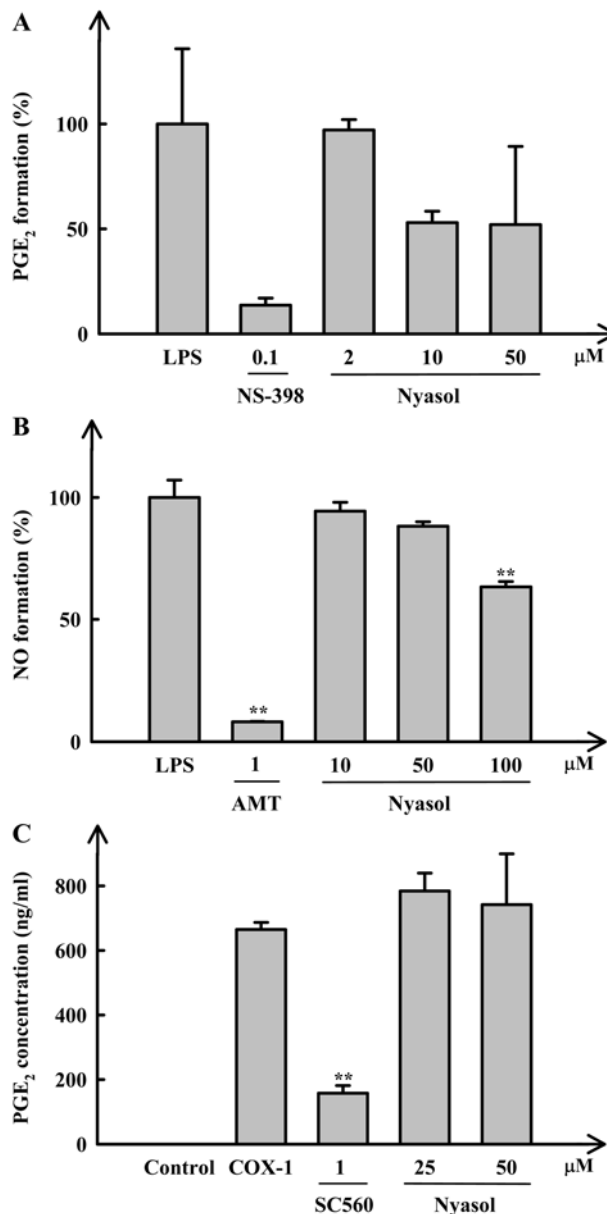 A
PGE2 formation (%)
100
50
0
LPS 0.1 2 10 50 μM
NS-398 Nyasol
B
NO formation (%)
100
50
0
**
**
LPS 1 10 50 100 μM
AMT Nyasol
C
PGE2 concentration (ng/ml)
800
600
400
200
0
**
Control COX-1 1 25 50 μM
SC560 Nyasol